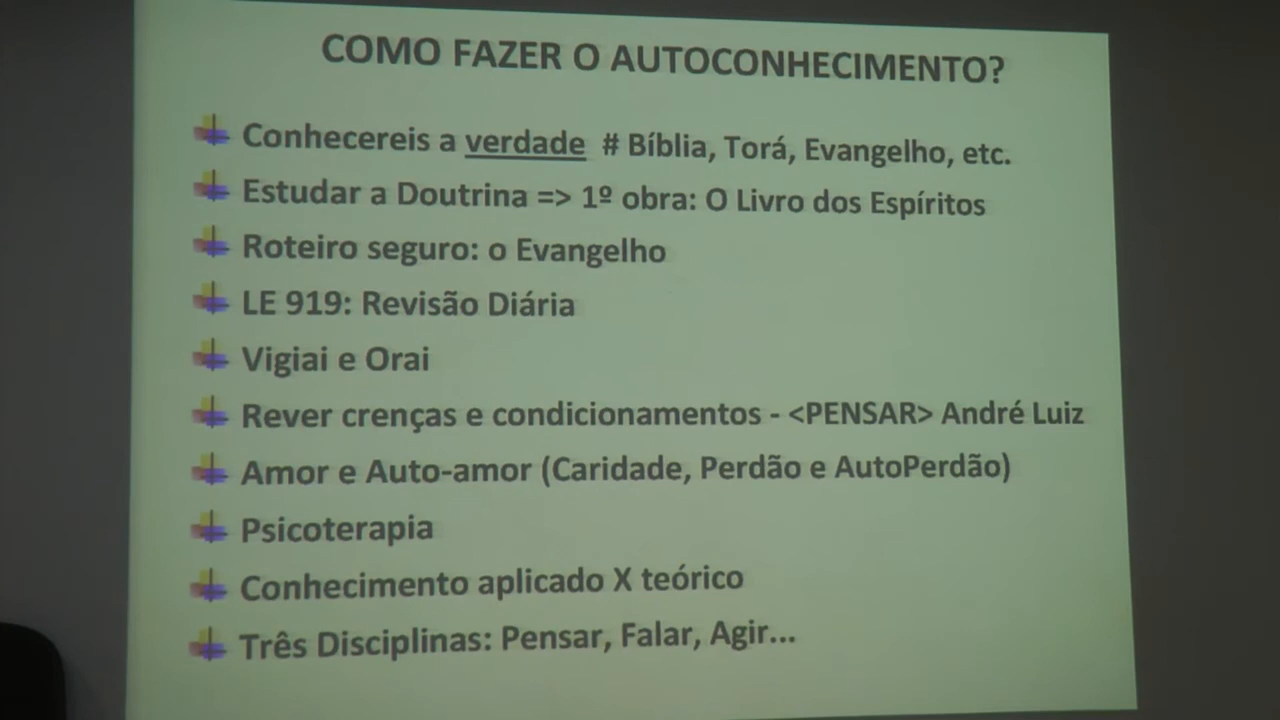 COMO FAZER O AUTOCONHECIMENTO?
Conhecereis a verdade # Bíblia, Torá, Evangelho, etc.
Estudar a Doutrina => 1º obra: O Livro dos Espíritos
Roteiro seguro: o Evangelho
LE 919: Revisão Diária
Vigiai e Orai
Rever crenças e condicionamentos - <PENSAR> André Luiz
Amor e Auto-amor (Caridade, Perdão e AutoPerdão)
Psicoterapia
Conhecimento aplicado X teórico
Três Disciplinas: Pensar, Falar, Agir...